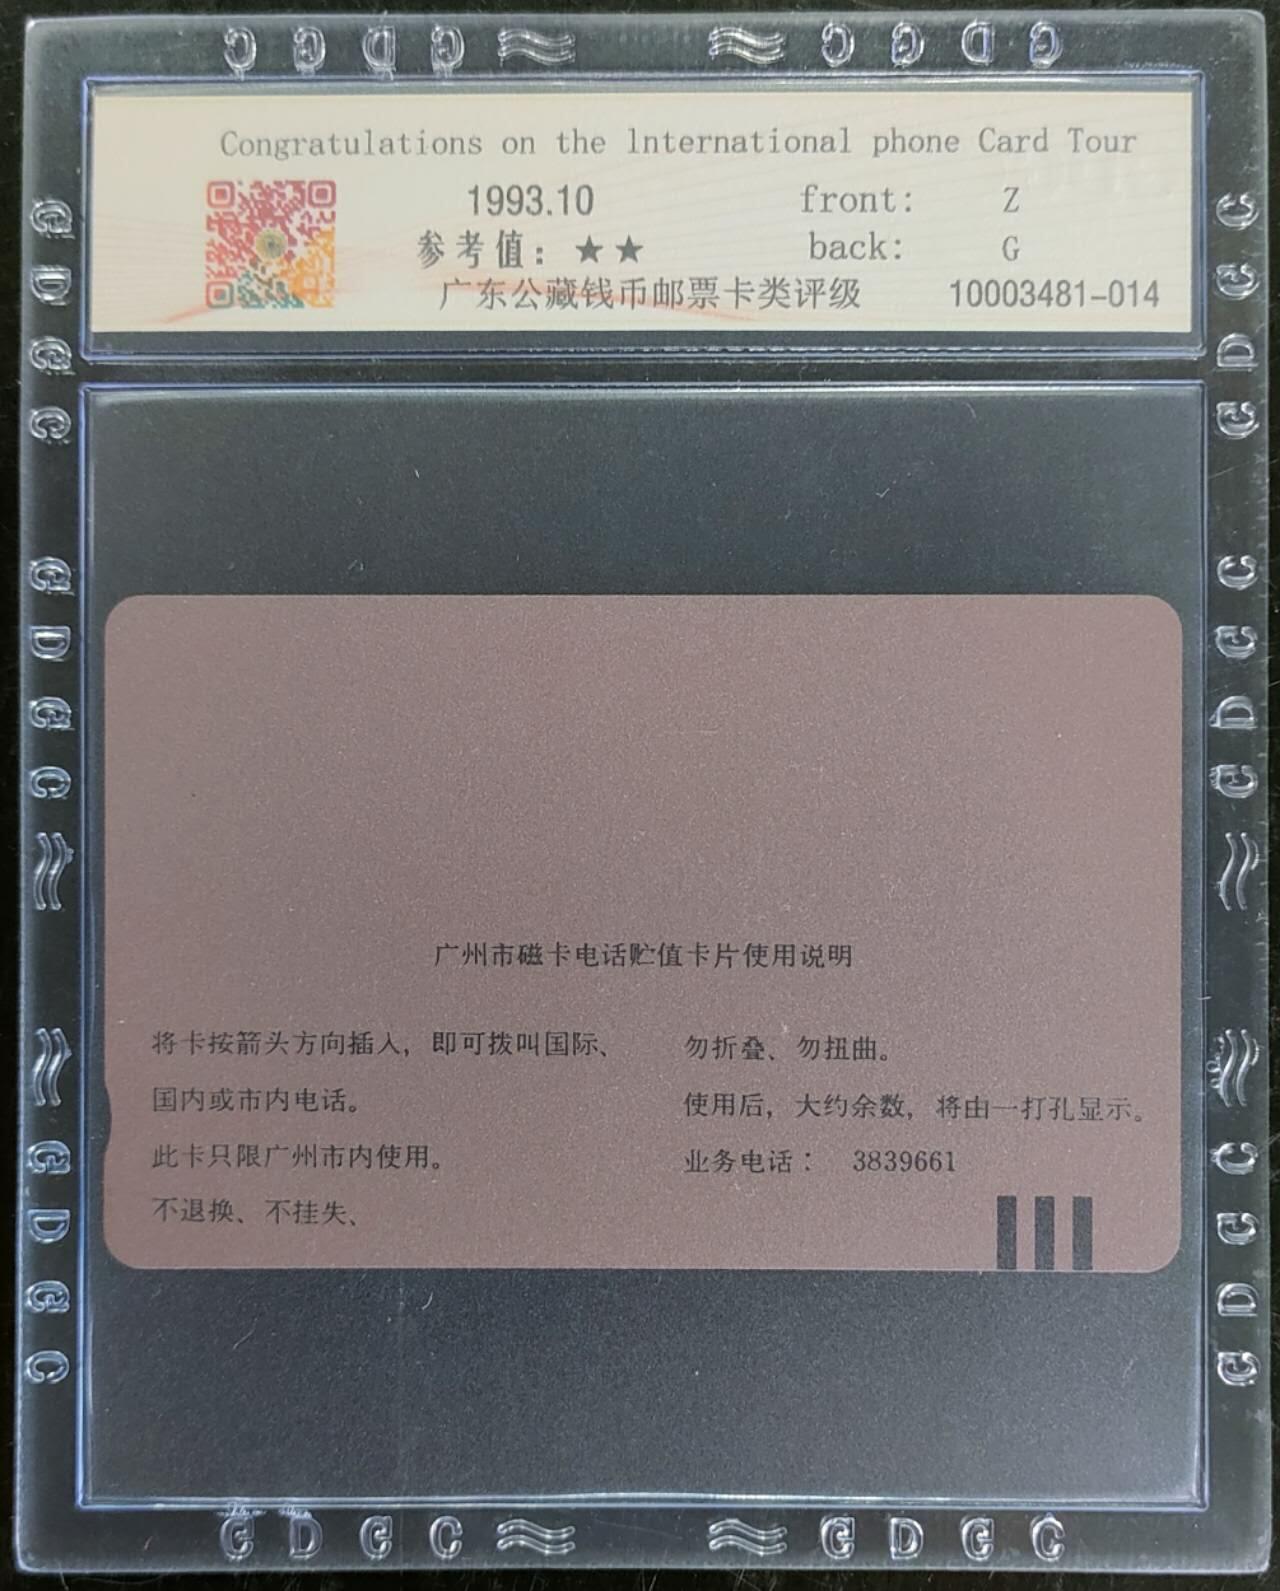 C G D G ≈ ≈ G D G C
Congratulations on the lnternational phone Card Tour
1993.10 front: Z
参考值：★★ back: G
广东公藏钱币邮票卡类评级 10003481-014
广州市磁卡电话贮值卡片使用说明
将卡按箭头方向插入，即可拨叫国际、
国内或市内电话。
此卡只限广州市内使用。
不退换、不挂失、
勿折叠、勿扭曲。
使用后，大约余数，将由一打孔显示。
业务电话： 3839661
G D G C ≈ ≈ G D G C